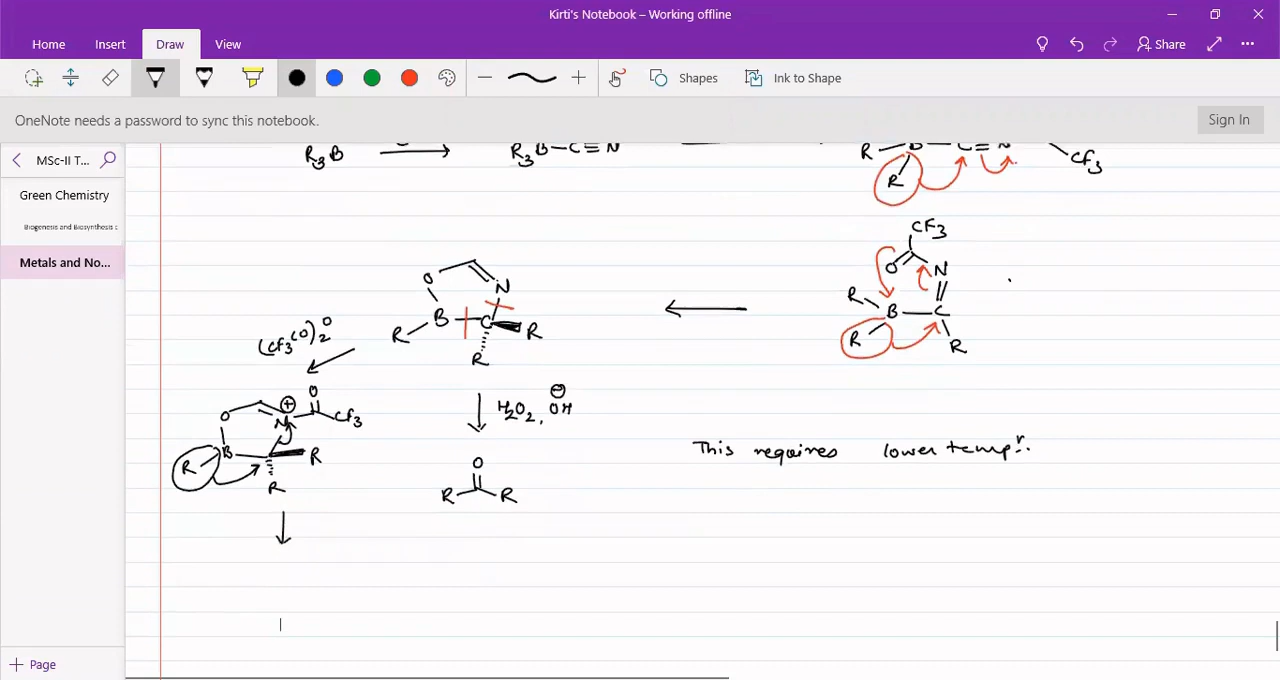 Kirti's Notebook – Working offline
Home Insert Draw View
Share
Shapes
Ink to Shape
OneNote needs a password to sync this notebook.
Sign In
MSc-II T...
Green Chemistry
Biogenesis and Biosynthesis
Metals and No...
Page
R₃B
R₃B–C≡N
R B C≡N
R
CF₃
CF₃
O
N
R
B
C
R
R
O
N
B
C
R
R
R
(CF₃CO)₂O
H₂O₂, OH⊖
O
O
⊕
N
CF₃
R
B
R
R
O
R R
This requires lower tempʳ.